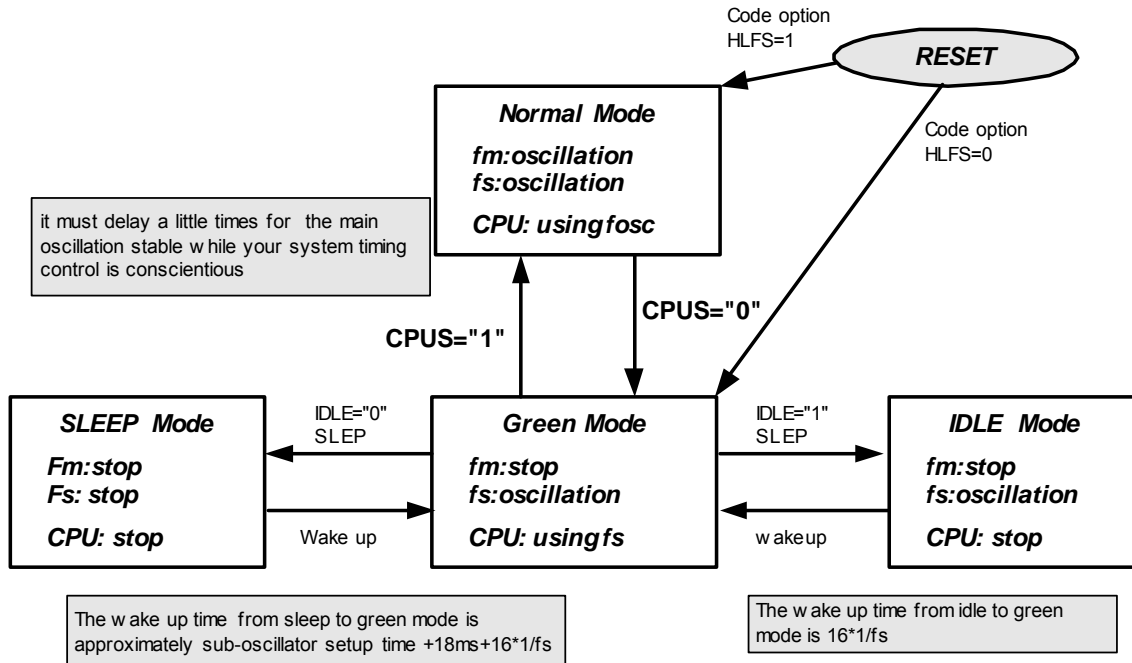 Code option
HLFS=1
RESET
Normal Mode
fm:oscillation
fs:oscillation
CPU: using fosc
Code option
HLFS=0
it must delay a little times for the main
oscillation stable while your system timing
control is conscientious
CPUS="1"
CPUS="0"
SLEEP Mode
Fm:stop
Fs: stop
CPU: stop
IDLE="0"
SLEP
Wake up
Green Mode
fm:stop
fs:oscillation
CPU: using fs
IDLE="1"
SLEP
wake up
IDLE Mode
fm:stop
fs:oscillation
CPU: stop
The wake up time from sleep to green mode is
approximately sub-oscillator setup time +18ms+16*1/fs
The wake up time from idle to green
mode is 16*1/fs